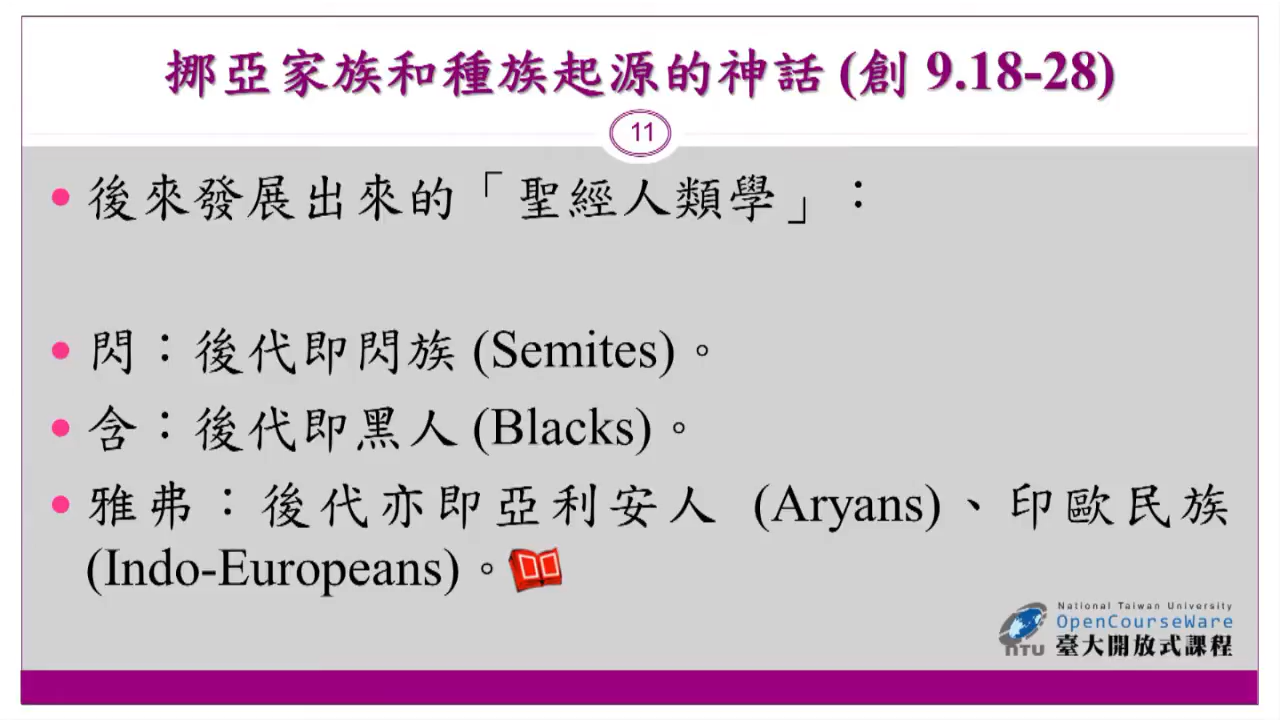 挪亞家族和種族起源的神話 (創 9.18-28)
11
後來發展出來的「聖經人類學」：
閃：後代即閃族 (Semites)。
含：後代即黑人 (Blacks)。
雅弗：後代亦即亞利安人 (Aryans)、印歐民族
(Indo-Europeans)。
National Taiwan University
OpenCourseWare
NTU 臺大開放式課程